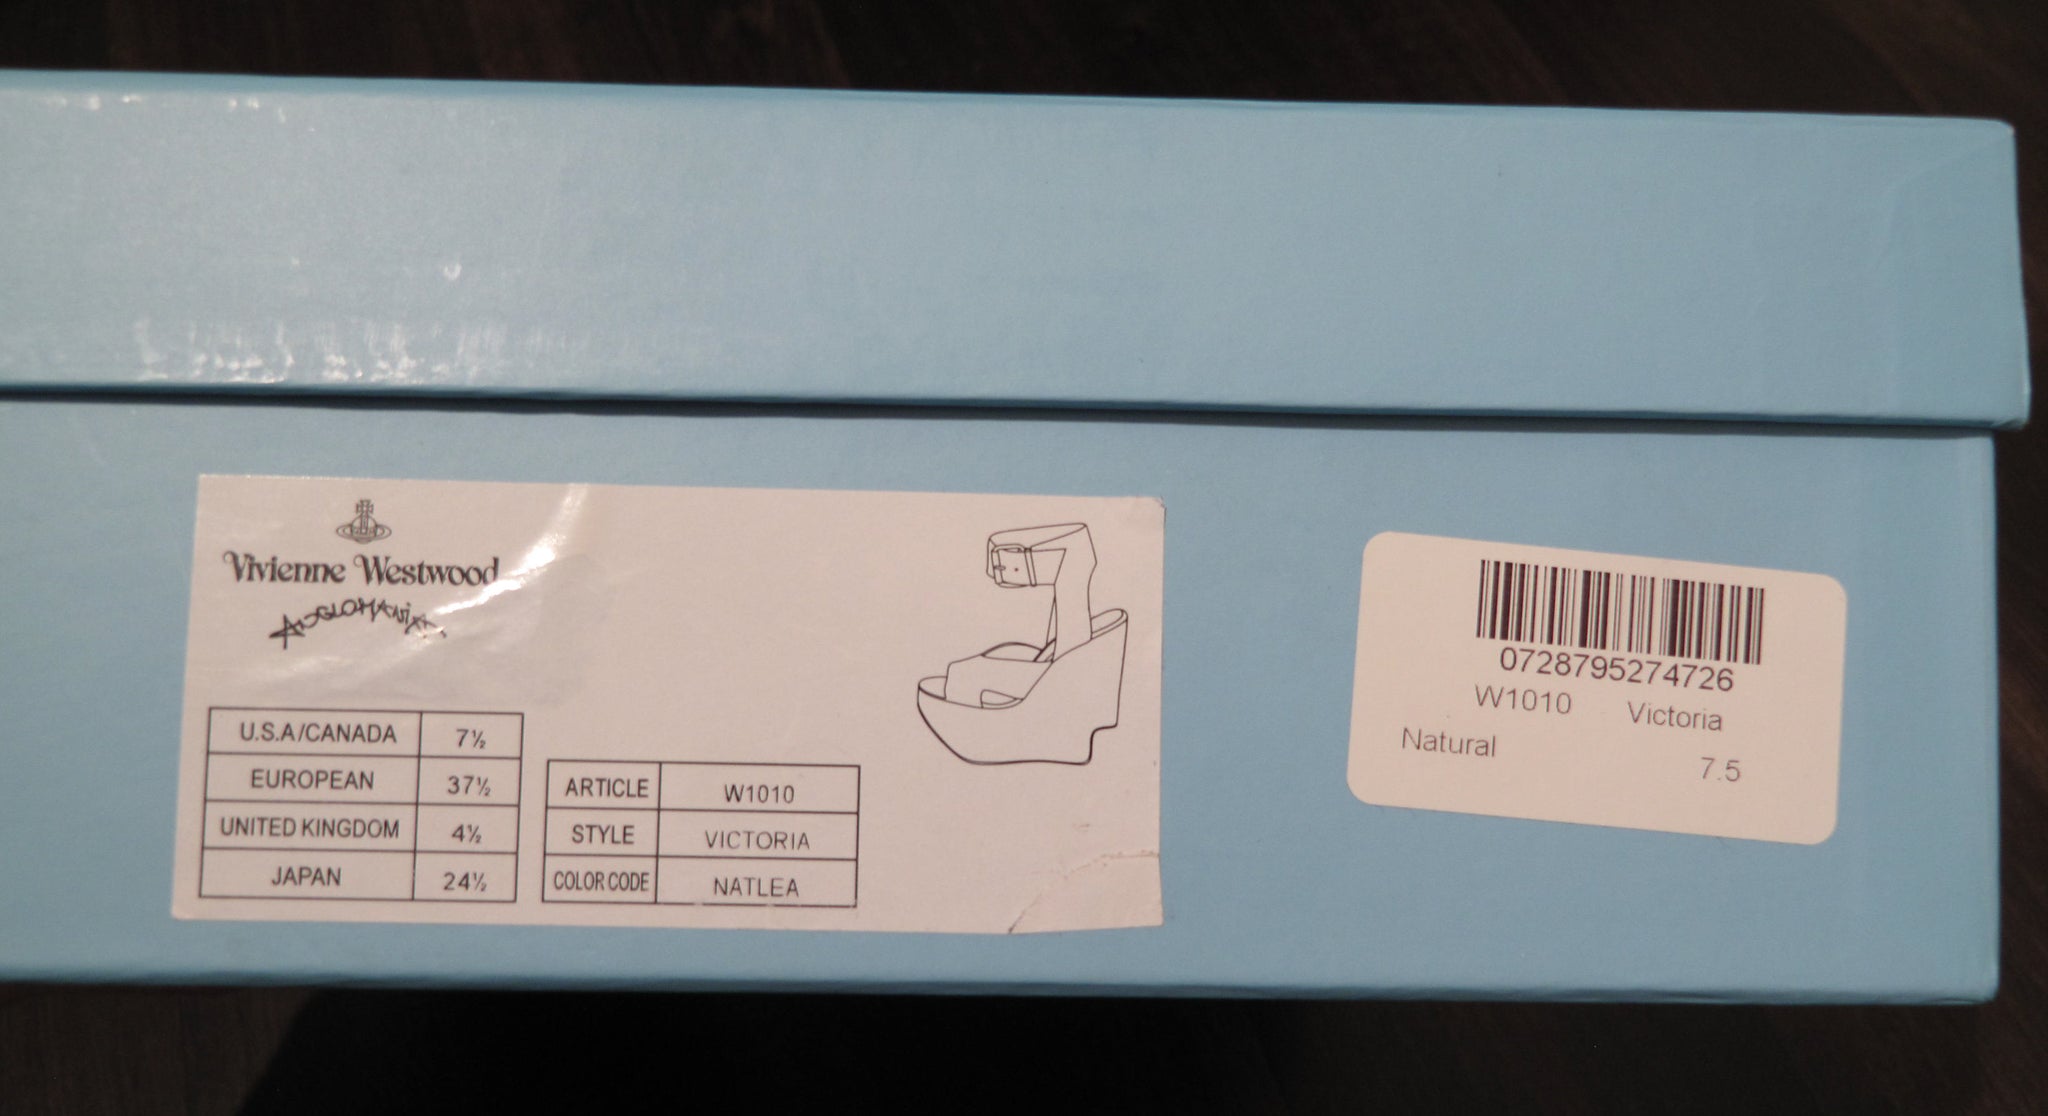 Vivienne Westwood
ANGLOMANIA
U.S.A/CANADA 7½
EUROPEAN 37½
UNITED KINGDOM 4½
JAPAN 24½
ARTICLE W1010
STYLE VICTORIA
COLOR CODE NATLEA
0728795274726
W1010 Victoria
Natural 7.5